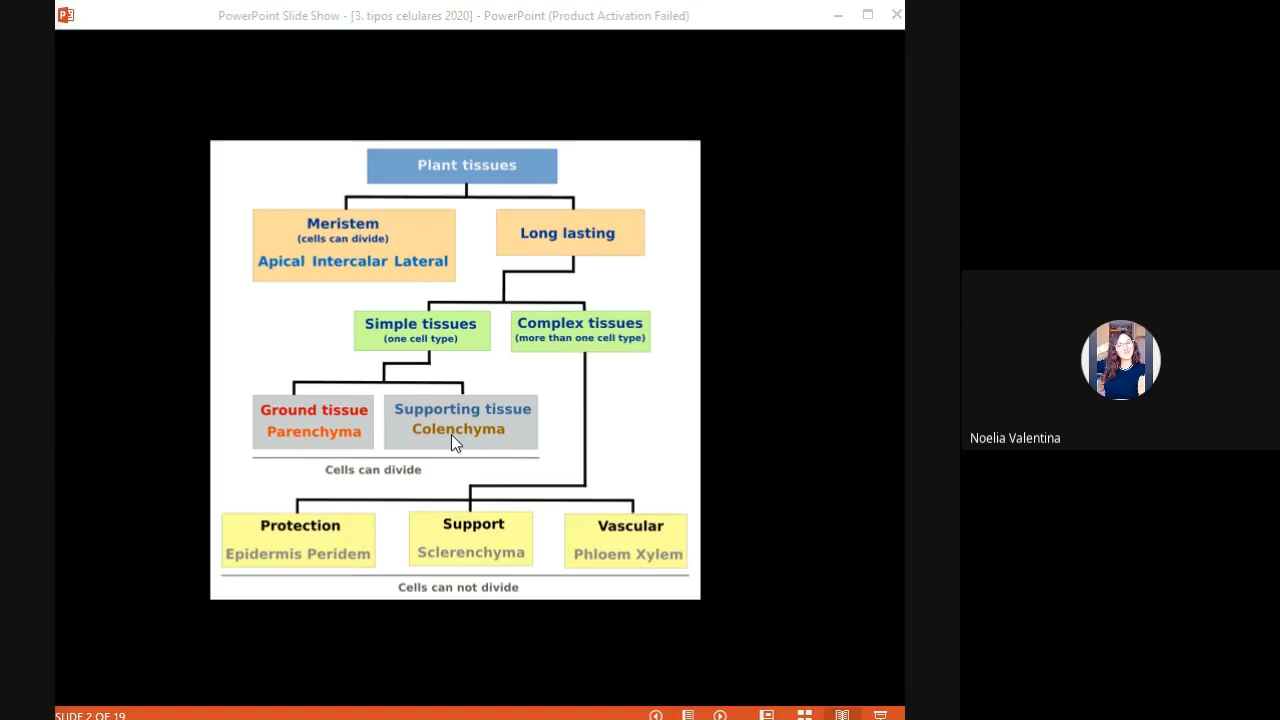 PowerPoint Slide Show - [3. tipos celulares 2020] - PowerPoint (Product Activation Failed)
Plant tissues
Meristem
(cells can divide)
Apical Intercalar Lateral
Long lasting
Simple tissues
(one cell type)
Complex tissues
(more than one cell type)
Ground tissue
Parenchyma
Supporting tissue
Colenchyma
Cells can divide
Protection
Epidermis Peridem
Support
Sclerenchyma
Vascular
Phloem Xylem
Cells can not divide
Noelia Valentina
SLIDE 2 OF 19